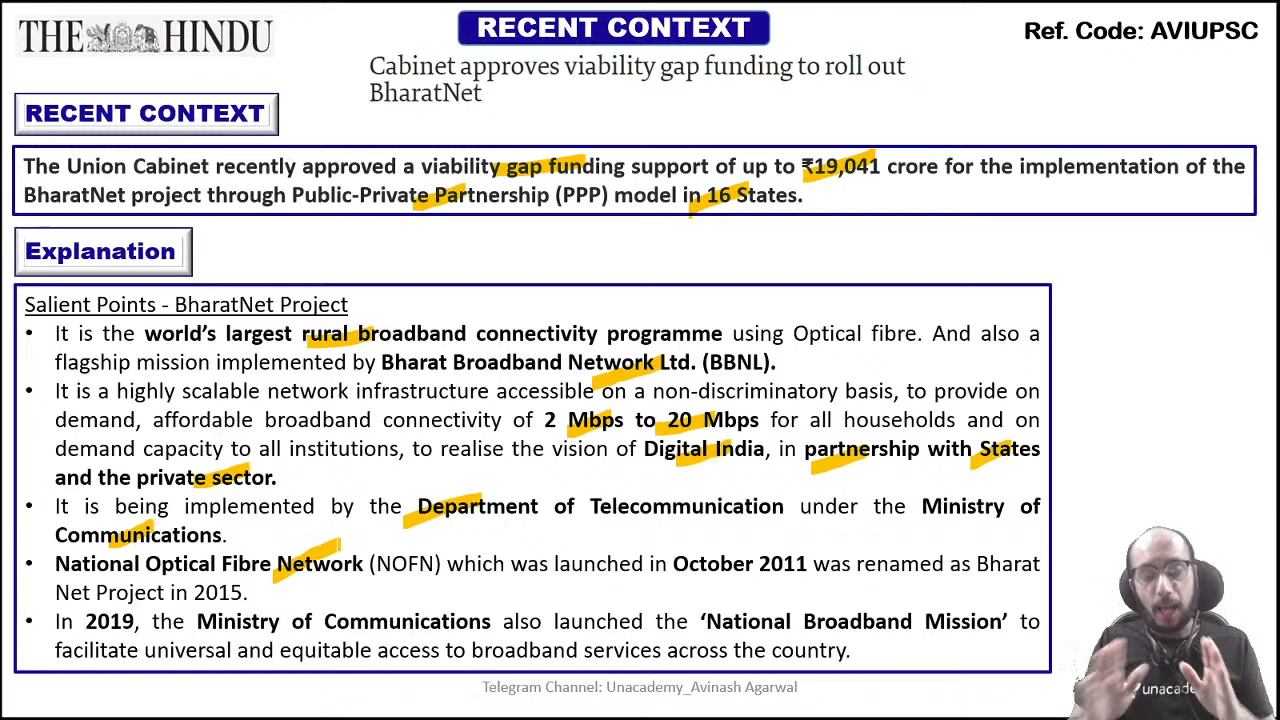 THE HINDU
RECENT CONTEXT
Ref. Code: AVIUPSC
Cabinet approves viability gap funding to roll out
BharatNet
RECENT CONTEXT
The Union Cabinet recently approved a viability gap funding support of up to ₹19,041 crore for the implementation of the
BharatNet project through Public-Private Partnership (PPP) model in 16 States.
Explanation
Salient Points - BharatNet Project
• It is the world's largest rural broadband connectivity programme using Optical fibre. And also a
flagship mission implemented by Bharat Broadband Network Ltd. (BBNL).
• It is a highly scalable network infrastructure accessible on a non-discriminatory basis, to provide on
demand, affordable broadband connectivity of 2 Mbps to 20 Mbps for all households and on
demand capacity to all institutions, to realise the vision of Digital India, in partnership with States
and the private sector.
• It is being implemented by the Department of Telecommunication under the Ministry of
Communications.
• National Optical Fibre Network (NOFN) which was launched in October 2011 was renamed as Bharat
Net Project in 2015.
• In 2019, the Ministry of Communications also launched the 'National Broadband Mission' to
facilitate universal and equitable access to broadband services across the country.
Telegram Channel: Unacademy_Avinash Agarwal
unacade